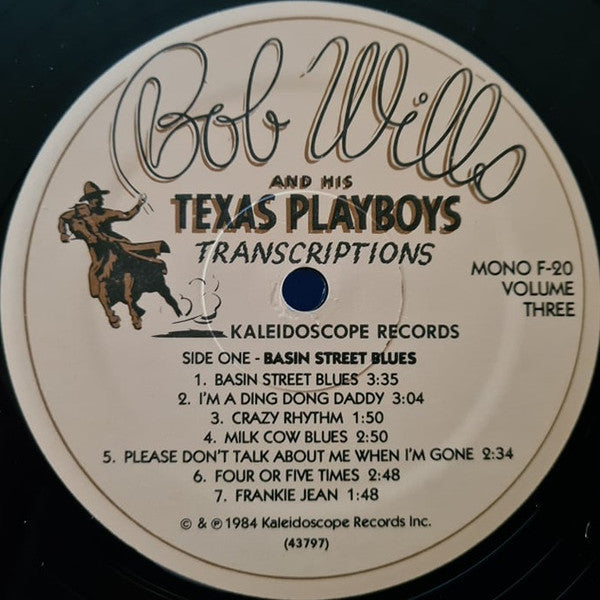 Bob Wills
AND HIS
TEXAS PLAYBOYS
TRANSCRIPTIONS
MONO F-20
VOLUME
THREE
KALEIDOSCOPE RECORDS
SIDE ONE - BASIN STREET BLUES
1. BASIN STREET BLUES 3:35
2. I'M A DING DONG DADDY 3:04
3. CRAZY RHYTHM 1:50
4. MILK COW BLUES 2:50
5. PLEASE DON'T TALK ABOUT ME WHEN I'M GONE 2:34
6. FOUR OR FIVE TIMES 2:48
7. FRANKIE JEAN 1:48
© & ℗ 1984 Kaleidoscope Records Inc.
(43797)